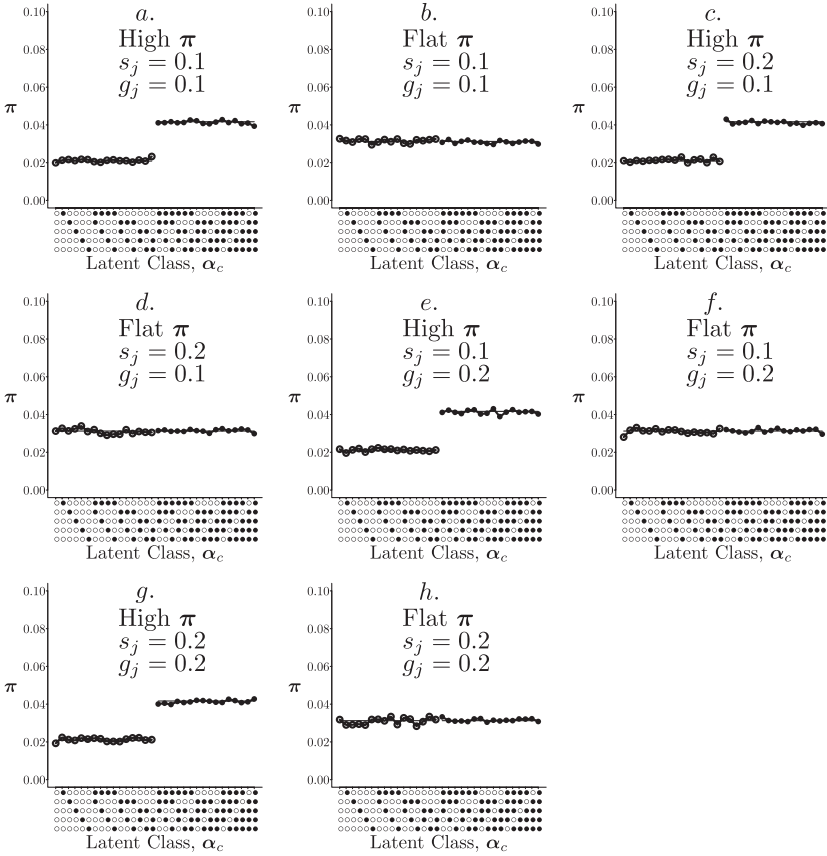 a.
High π
s_j = 0.1
g_j = 0.1
π
0.10
0.08
0.06
0.04
0.02
0.00
Latent Class, α_c
b.
Flat π
s_j = 0.1
g_j = 0.1
π
0.10
0.08
0.06
0.04
0.02
0.00
Latent Class, α_c
c.
High π
s_j = 0.2
g_j = 0.1
π
0.10
0.08
0.06
0.04
0.02
0.00
Latent Class, α_c
d.
Flat π
s_j = 0.2
g_j = 0.1
π
0.10
0.08
0.06
0.04
0.02
0.00
Latent Class, α_c
e.
High π
s_j = 0.1
g_j = 0.2
π
0.10
0.08
0.06
0.04
0.02
0.00
Latent Class, α_c
f.
Flat π
s_j = 0.1
g_j = 0.2
π
0.10
0.08
0.06
0.04
0.02
0.00
Latent Class, α_c
g.
High π
s_j = 0.2
g_j = 0.2
π
0.10
0.08
0.06
0.04
0.02
0.00
Latent Class, α_c
h.
Flat π
s_j = 0.2
g_j = 0.2
π
0.10
0.08
0.06
0.04
0.02
0.00
Latent Class, α_c